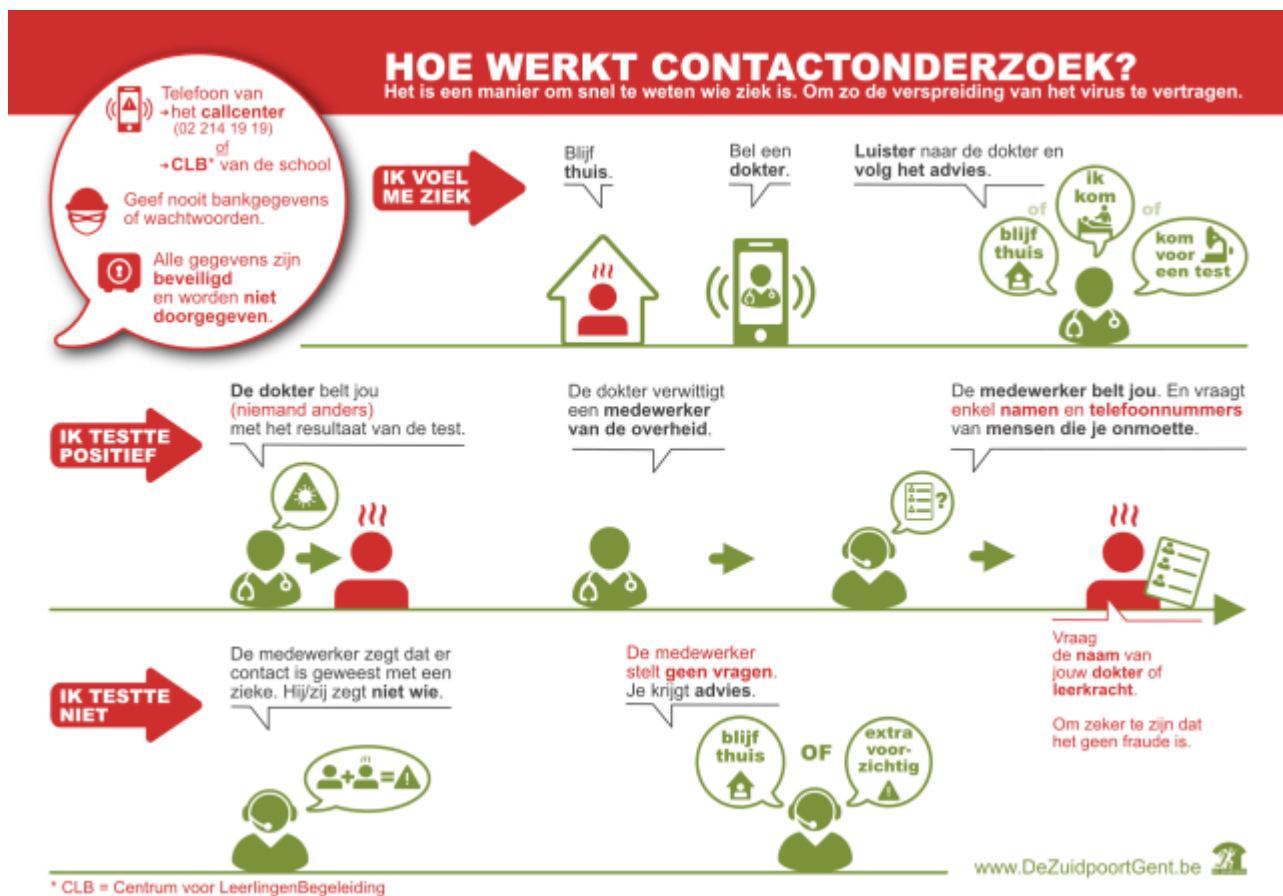 HOE WERKT CONTACTONDERZOEK?
Het is een manier om snel te weten wie ziek is. Om zo de verspreiding van het virus te vertragen.
Telefoon van
→het callcenter
(02 214 19 19)
of
→CLB* van de school
Geef nooit bankgegevens
of wachtwoorden.
Alle gegevens zijn
beveiligd
en worden niet
doorgegeven.
IK VOEL
ME ZIEK
Blijf
thuis.
Bel een
dokter.
Luister naar de dokter en
volg het advies.
blijf
thuis
of
ik
kom
of
kom
voor
een test
IK TESTTE
POSITIEF
De dokter belt jou
(niemand anders)
met het resultaat van de test.
De dokter verwittigt
een medewerker
van de overheid.
De medewerker belt jou. En vraagt
enkel namen en telefoonnummers
van mensen die je onmoette.
?
Vraag
de naam van
jouw dokter of
leerkracht.
Om zeker te zijn dat
het geen fraude is.
IK TESTTE
NIET
De medewerker zegt dat er
contact is geweest met een
zieke. Hij/zij zegt niet wie.
+ =
De medewerker
stelt geen vragen.
Je krijgt advies.
blijf
thuis
OF
extra
voor-
zichtig
www.DeZuidpoortGent.be
* CLB = Centrum voor LeerlingenBegeleiding